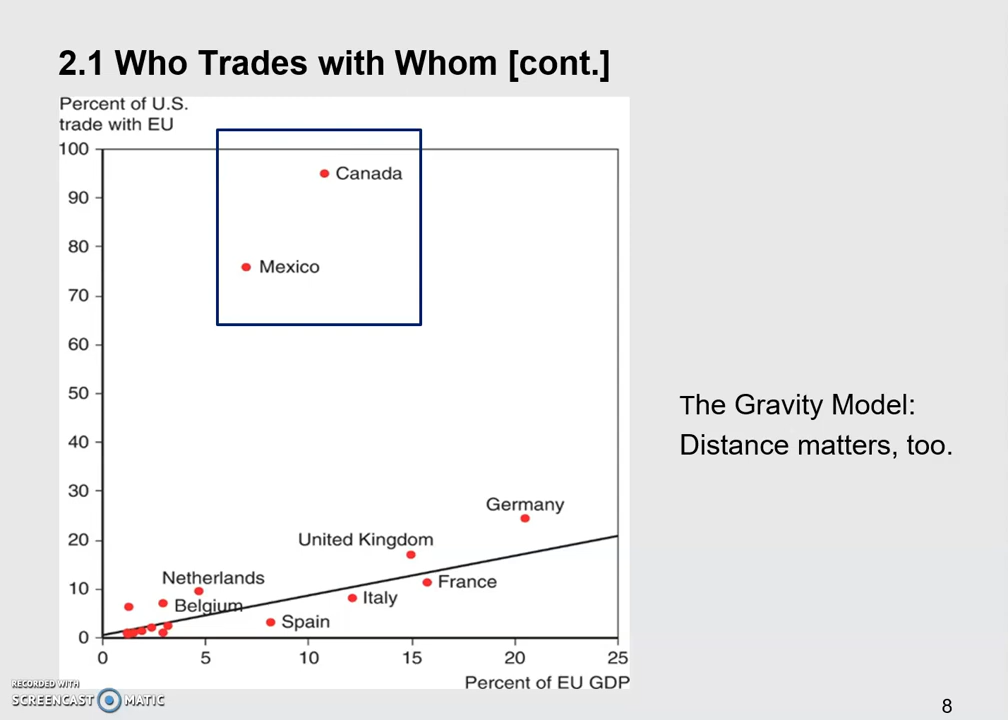 2.1 Who Trades with Whom [cont.]
Percent of U.S.
trade with EU
100
90
80
70
60
50
40
30
20
10
0
Canada
Mexico
Germany
United Kingdom
Netherlands
France
Belgium
Italy
Spain
0 5 10 15 20 25
Percent of EU GDP
The Gravity Model:
Distance matters, too.
RECORDED WITH
SCREENCAST MATIC
8